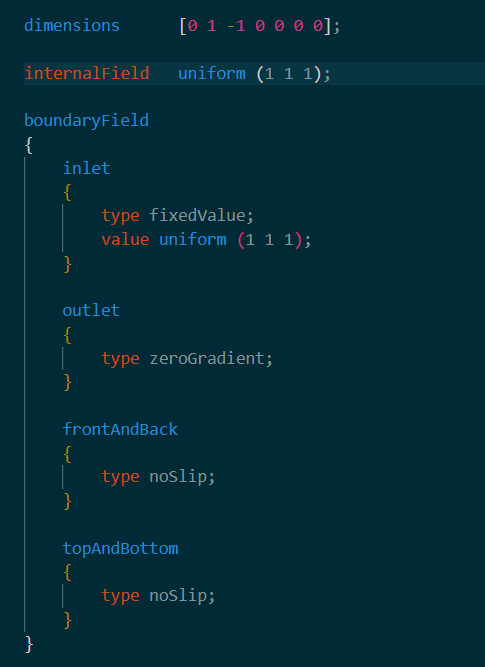 dimensions      [0 1 -1 0 0 0 0];
internalField   uniform (1 1 1);
boundaryField
{
    inlet
    {
        type fixedValue;
        value uniform (1 1 1);
    }
    outlet
    {
        type zeroGradient;
    }
    frontAndBack
    {
        type noSlip;
    }
    topAndBottom
    {
        type noSlip;
    }
}